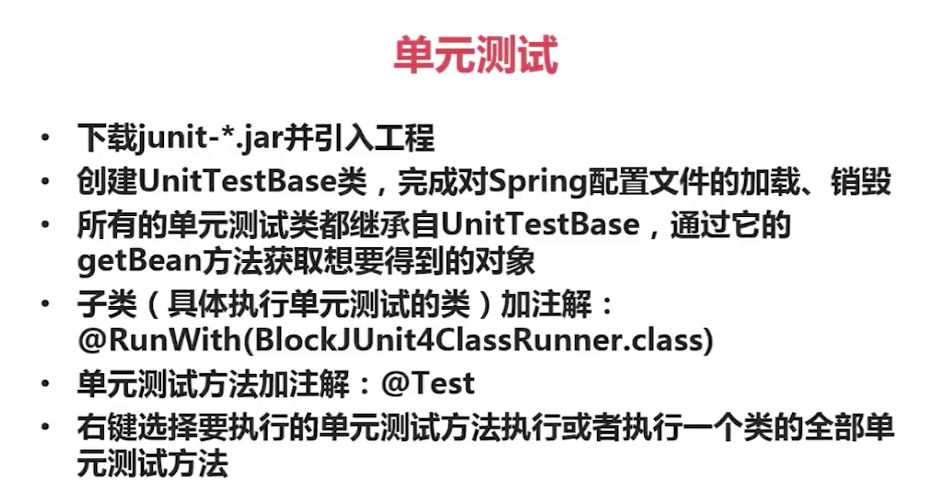 单元测试
• 下载junit-*.jar并引入工程
• 创建UnitTestBase类，完成对Spring配置文件的加载、销毁
• 所有的单元测试类都继承自UnitTestBase，通过它的
getBean方法获取想要得到的对象
• 子类（具体执行单元测试的类）加注解：
@RunWith(BlockJUnit4ClassRunner.class)
• 单元测试方法加注解：@Test
• 右键选择要执行的单元测试方法执行或者执行一个类的全部单
元测试方法